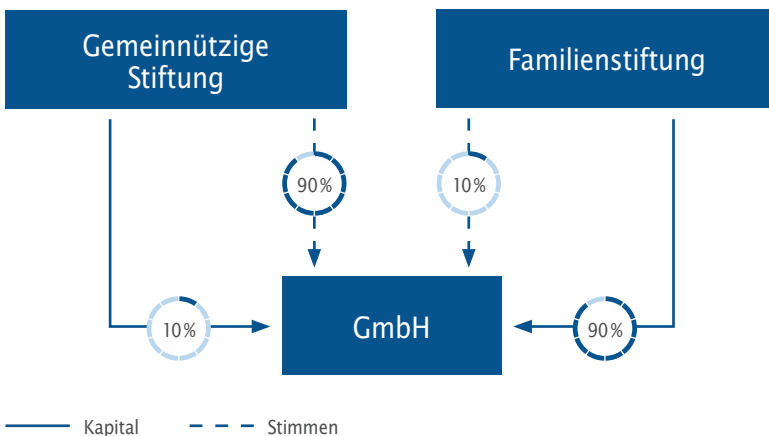 Gemeinnützige
Stiftung
Familienstiftung
90%
10%
GmbH
10%
90%
Kapital
Stimmen